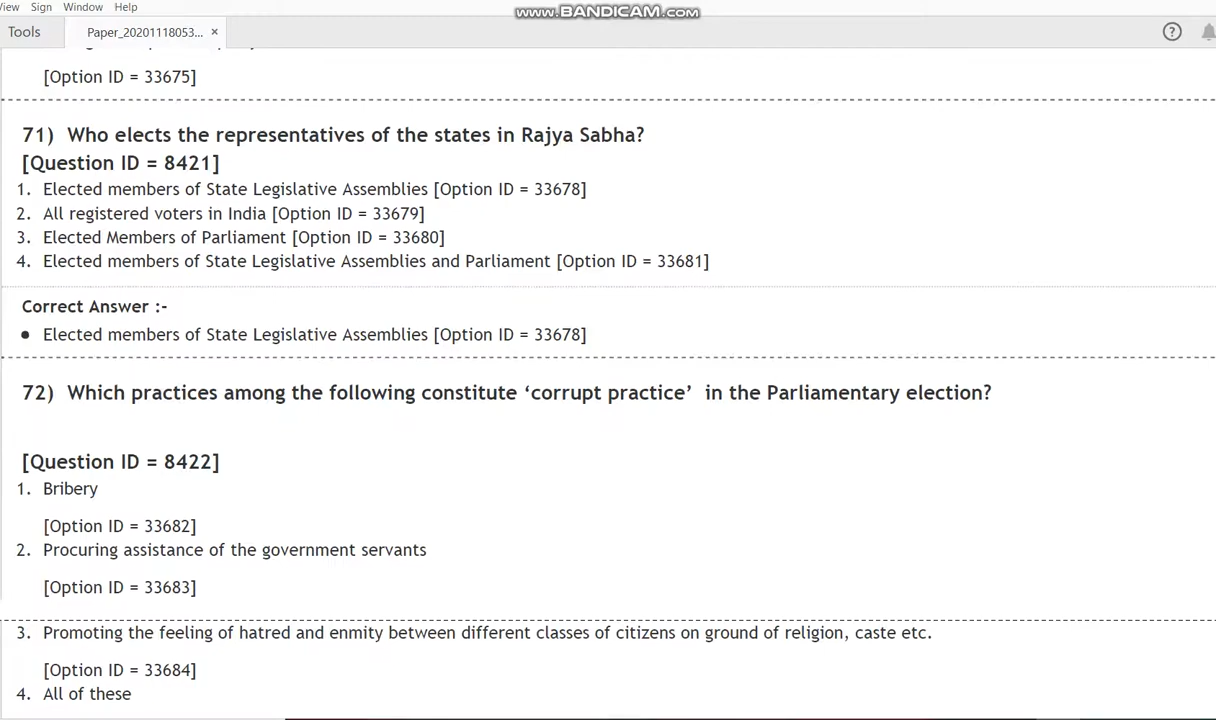 View Sign Window Help
www.BANDICAM.com
Tools Paper_20201118053... × ?
[Option ID = 33675]
71) Who elects the representatives of the states in Rajya Sabha?
[Question ID = 8421]
1. Elected members of State Legislative Assemblies [Option ID = 33678]
2. All registered voters in India [Option ID = 33679]
3. Elected Members of Parliament [Option ID = 33680]
4. Elected members of State Legislative Assemblies and Parliament [Option ID = 33681]
Correct Answer :-
• Elected members of State Legislative Assemblies [Option ID = 33678]
72) Which practices among the following constitute ‘corrupt practice’ in the Parliamentary election?
[Question ID = 8422]
1. Bribery
[Option ID = 33682]
2. Procuring assistance of the government servants
[Option ID = 33683]
3. Promoting the feeling of hatred and enmity between different classes of citizens on ground of religion, caste etc.
[Option ID = 33684]
4. All of these